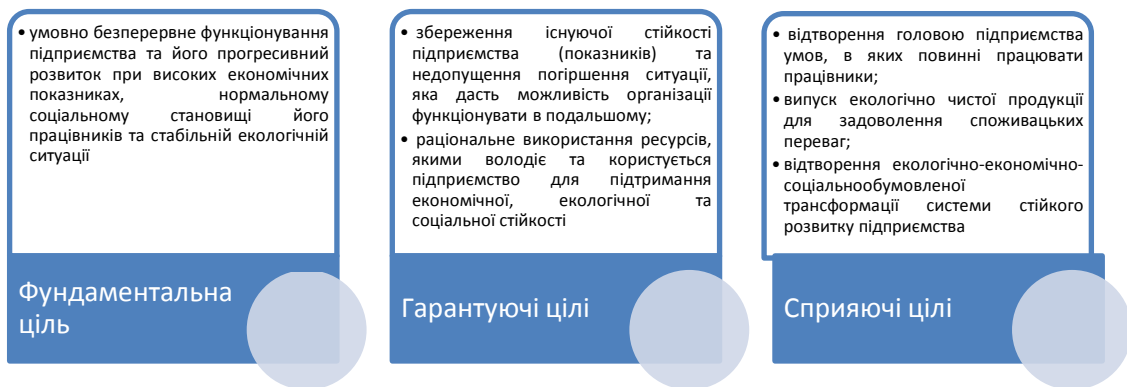 • умовно безперервне функціонування
підприємства та його прогресивний
розвиток при високих економічних
показниках, нормальному
соціальному становищі його
працівників та стабільній екологічній
ситуації
Фундаментальна
ціль
• збереження існуючої стійкості
підприємства (показників) та
недопущення погіршення ситуації,
яка дасть можливість організації
функціонувати в подальшому;
• раціональне використання ресурсів,
якими володіє та користується
підприємство для підтримання
економічної, екологічної та
соціальної стійкості
Гарантуючі цілі
• відтворення головою підприємства
умов, в яких повинні працювати
працівники;
• випуск екологічно чистої продукції
для задоволення споживацьких
переваг;
• відтворення екологічно-економічно-
соціальнообумовленої
трансформації системи стійкого
розвитку підприємства
Сприяючі цілі